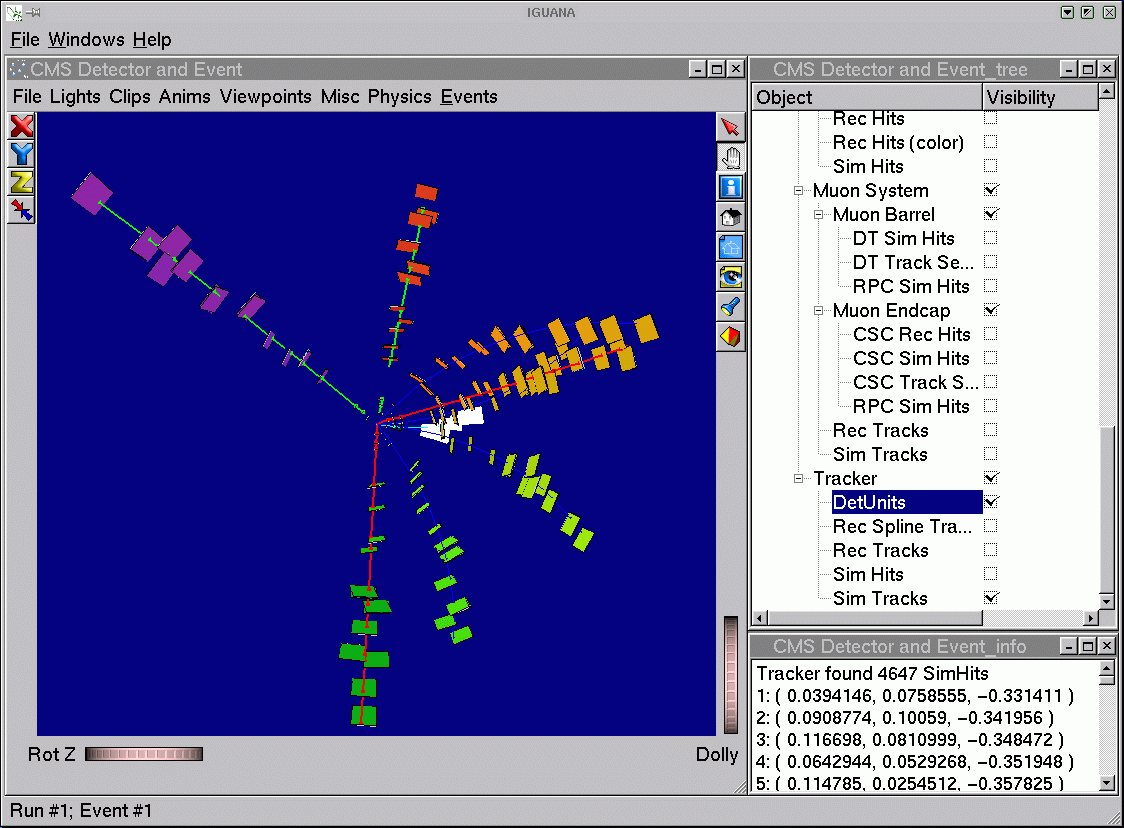 IGUANA
File Windows Help
CMS Detector and Event
File Lights Clips Anims Viewpoints Misc Physics Events
X
Y
Z
Rot Z
Dolly
CMS Detector and Event_tree
Object Visibility
Rec Hits
Rec Hits (color)
Sim Hits
Muon System
Muon Barrel
DT Sim Hits
DT Track Se...
RPC Sim Hits
Muon Endcap
CSC Rec Hits
CSC Sim Hits
CSC Track S...
RPC Sim Hits
Rec Tracks
Sim Tracks
Tracker
DetUnits
Rec Spline Tra...
Rec Tracks
Sim Hits
Sim Tracks
CMS Detector and Event_info
Tracker found 4647 SimHits
1: ( 0.0394146, 0.0758555, −0.331411 )
2: ( 0.0908774, 0.10059, −0.341956 )
3: ( 0.116698, 0.0810999, −0.348472 )
4: ( 0.0642944, 0.0529268, −0.351948 )
5: ( 0.114785, 0.0254512, −0.357825 )
Run #1; Event #1